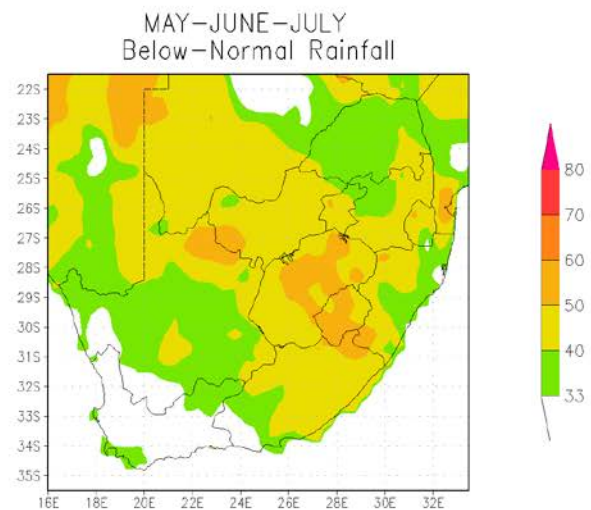 MAY-JUNE-JULY
Below-Normal Rainfall
22S
23S
24S
25S
26S
27S
28S
29S
30S
31S
32S
33S
34S
35S
16E 18E 20E 22E 24E 26E 28E 30E 32E
80
70
60
50
40
33